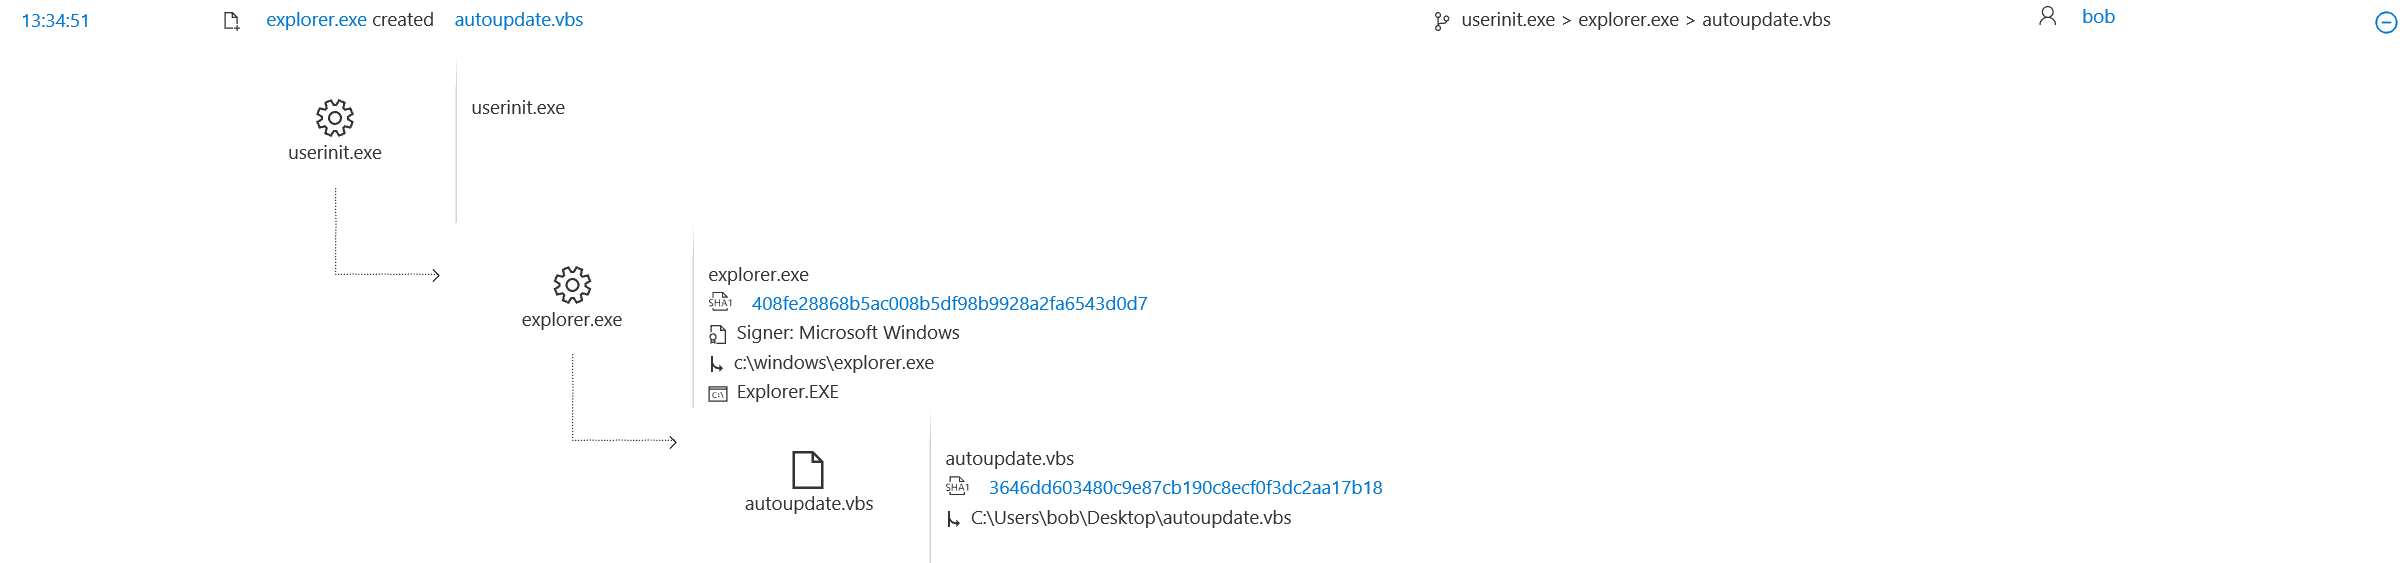 13:34:51 explorer.exe created autoupdate.vbs userinit.exe > explorer.exe > autoupdate.vbs bob
userinit.exe
userinit.exe
explorer.exe
SHA1 408fe28868b5ac008b5df98b9928a2fa6543d0d7
explorer.exe
Signer: Microsoft Windows
c:\windows\explorer.exe
C:\ Explorer.EXE
autoupdate.vbs
SHA1 3646dd603480c9e87cb190c8ecf0f3dc2aa17b18
autoupdate.vbs
C:\Users\bob\Desktop\autoupdate.vbs